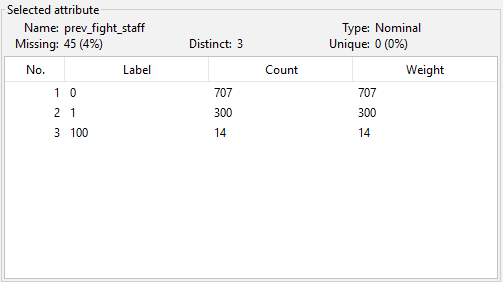 Selected attribute
Name: prev_fight_staff Type: Nominal
Missing: 45 (4%) Distinct: 3 Unique: 0 (0%)
No. Label Count Weight
1 0 707 707
2 1 300 300
3 100 14 14